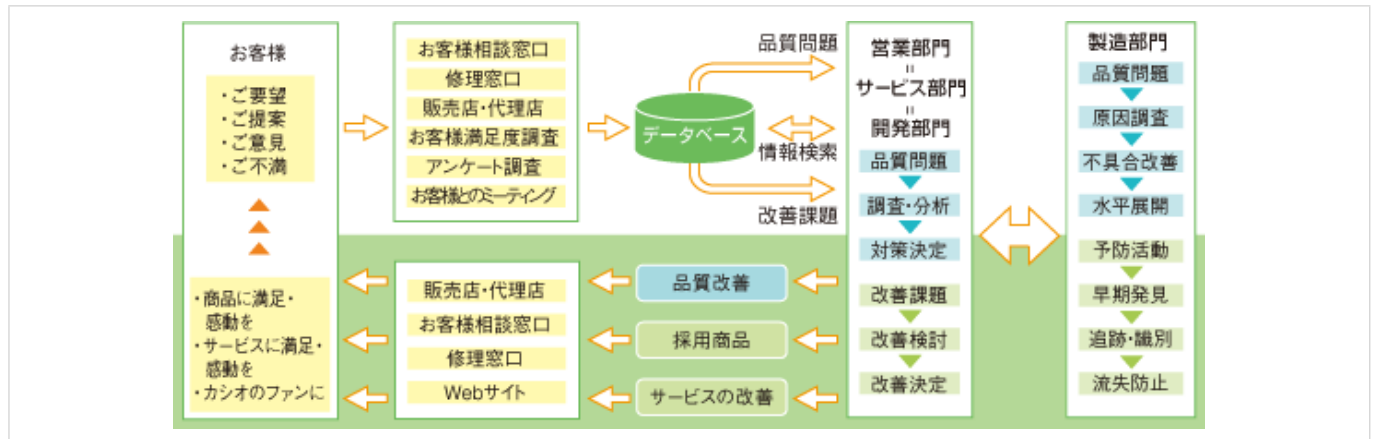 お客様
・ご要望
・ご提案
・ご意見
・ご不満
・商品に満足・
感動を
・サービスに満足・
感動を
・カシオのファンに
お客様相談窓口
修理窓口
販売店・代理店
お客様満足度調査
アンケート調査
お客様とのミーティング
販売店・代理店
お客様相談窓口
修理窓口
Webサイト
データベース
品質問題
情報検索
改善課題
品質改善
採用商品
サービスの改善
営業部門
=
サービス部門
=
開発部門
品質問題
調査・分析
対策決定
改善課題
改善検討
改善決定
製造部門
品質問題
原因調査
不具合改善
水平展開
予防活動
早期発見
追跡・識別
流失防止